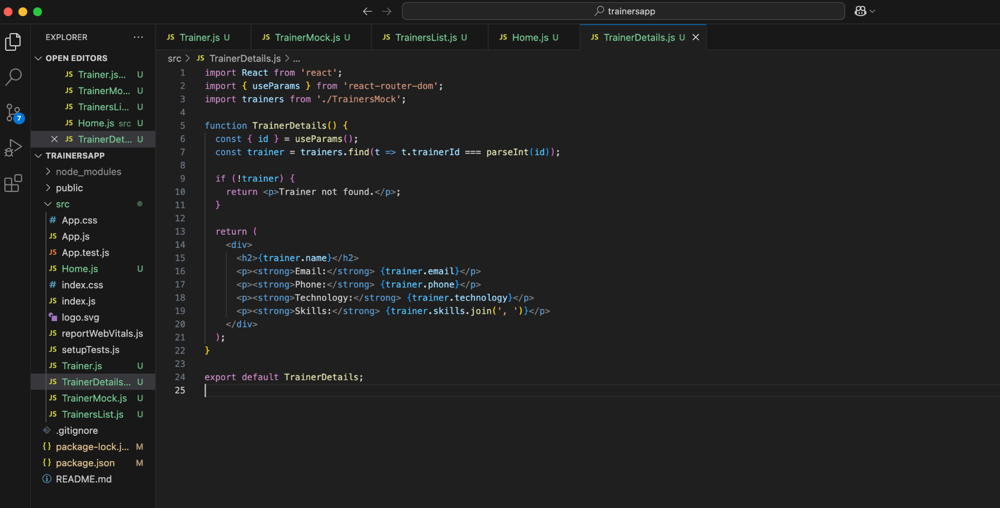 trainersapp
EXPLORER ...
OPEN EDITORS
JS Trainer.js... U
JS TrainerMo... U
JS TrainersLi... U
JS Home.js src U
JS TrainerDet... U
TRAINERSAPP
node_modules
public
src
# App.css
JS App.js
JS App.test.js
JS Home.js U
# index.css
JS index.js
logo.svg
JS reportWebVitals.js
JS setupTests.js
JS Trainer.js U
JS TrainerDetails... U
JS TrainerMock.js U
JS TrainersList.js U
.gitignore
{} package-lock.j... M
{} package.json M
README.md
7
JS Trainer.js U
JS TrainerMock.js U
JS TrainersList.js U
JS Home.js U
JS TrainerDetails.js U
src > JS TrainerDetails.js > ...
1 import React from 'react';
2 import { useParams } from 'react-router-dom';
3 import trainers from './TrainersMock';
4
5 function TrainerDetails() {
6 const { id } = useParams();
7 const trainer = trainers.find(t => t.trainerId === parseInt(id));
8
9 if (!trainer) {
10 return <p>Trainer not found.</p>;
11 }
12
13 return (
14 <div>
15 <h2>{trainer.name}</h2>
16 <p><strong>Email:</strong> {trainer.email}</p>
17 <p><strong>Phone:</strong> {trainer.phone}</p>
18 <p><strong>Technology:</strong> {trainer.technology}</p>
19 <p><strong>Skills:</strong> {trainer.skills.join(', ')}</p>
20 </div>
21 );
22 }
23
24 export default TrainerDetails;
25